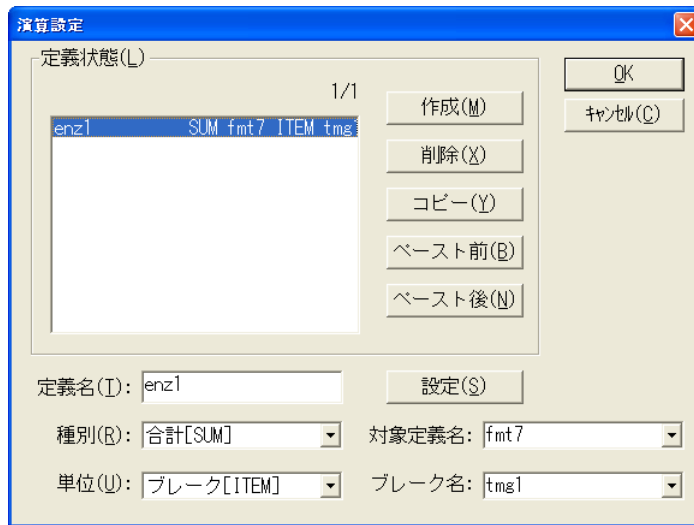 演算設定
定義状態(L)
1/1
enz1 SUM fmt7 ITEM tmg1
作成(M)
削除(X)
コピー(Y)
ペースト前(B)
ペースト後(N)
OK
ｷｬﾝｾﾙ(C)
定義名(T): enz1
設定(S)
種別(R): 合計[SUM]
対象定義名: fmt7
単位(U): ブレーク[ITEM]
ブレーク名: tmg1